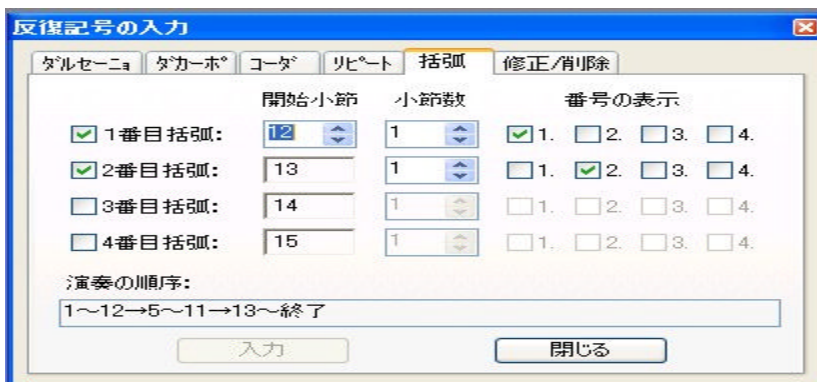 反復記号の入力
ﾀﾞﾙｾｰﾆｮ ﾀﾞｶｰﾎﾟ ｺｰﾀﾞ ﾘﾋﾟｰﾄ 括弧 修正/削除
開始小節 小節数 番号の表示
1番目括弧: 12 1 1. 2. 3. 4.
2番目括弧: 13 1 1. 2. 3. 4.
3番目括弧: 14 1 1. 2. 3. 4.
4番目括弧: 15 1 1. 2. 3. 4.
演奏の順序:
1～12→5～11→13～終了
入力 閉じる